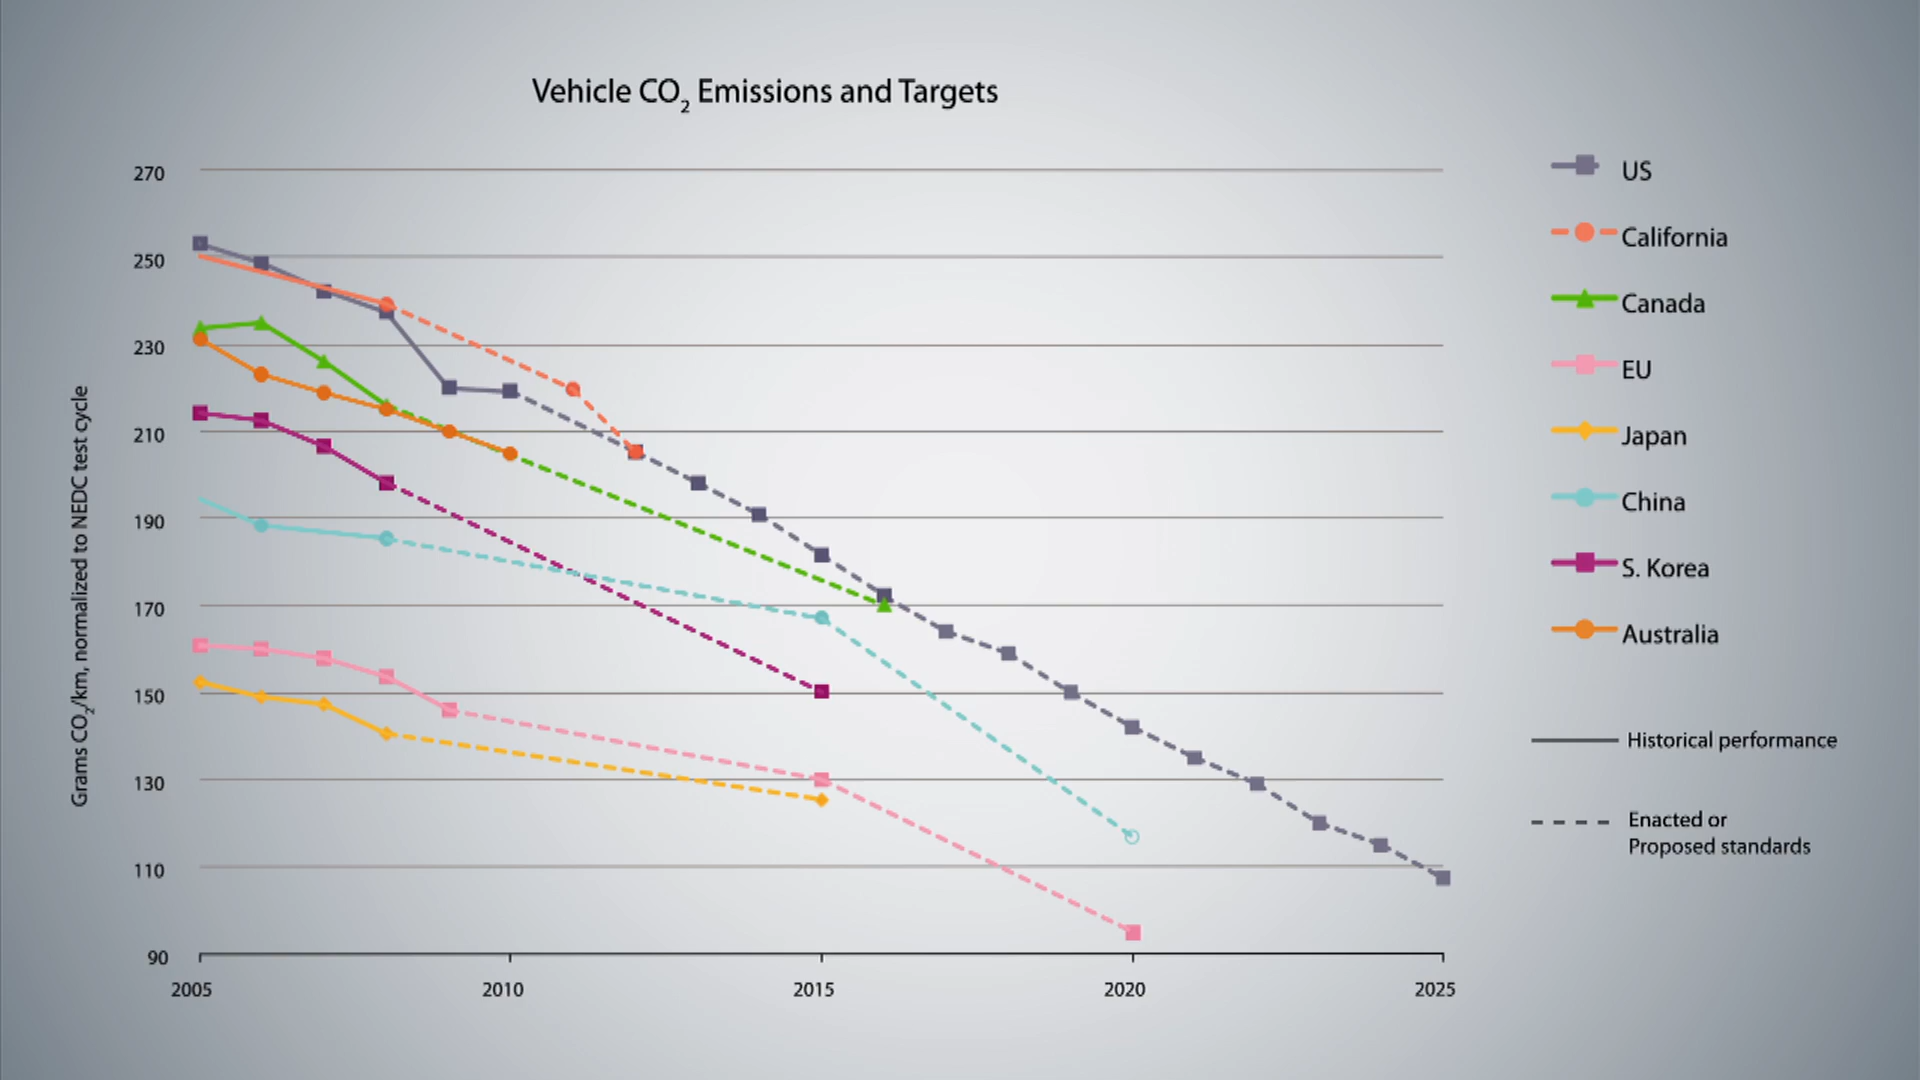 Vehicle CO₂ Emissions and Targets
Grams CO₂/km, normalized to NEDC test cycle
270
250
230
210
190
170
150
130
110
90
2005
2010
2015
2020
2025
US
California
Canada
EU
Japan
China
S. Korea
Australia
Historical performance
Enacted or
Proposed standards